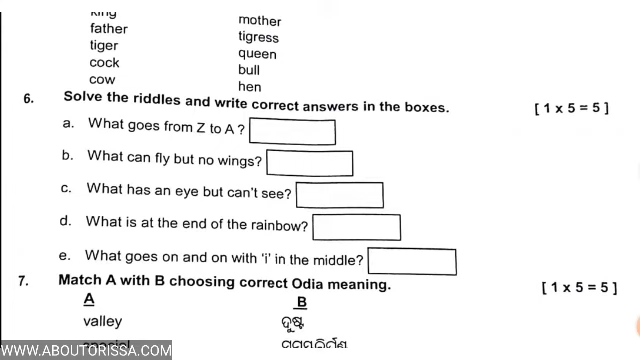 king mother
father tigress
tiger queen
cock bull
cow hen
6. Solve the riddles and write correct answers in the boxes. [ 1 x 5 = 5 ]
a. What goes from Z to A ?
b. What can fly but no wings?
c. What has an eye but can't see?
d. What is at the end of the rainbow?
e. What goes on and on with 'i' in the middle?
7. Match A with B choosing correct Odia meaning. [ 1 x 5 = 5 ]
A B
valley ଦୁଷ୍ଟ
special
WWW.ABOUTORISSA.COM